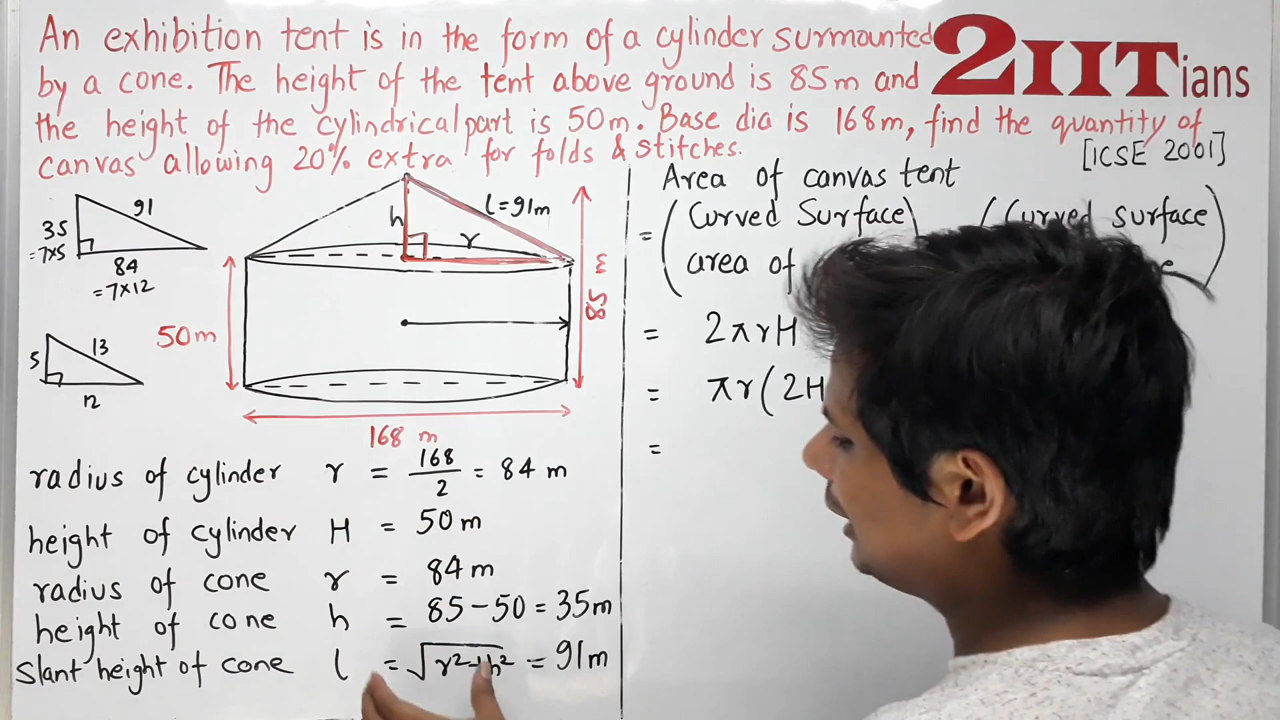 An exhibition tent is in the form of a cylinder surmounted
by a cone. The height of the tent above ground is 85m and
the height of the cylindrical part is 50m. Base dia is 168m, find the quantity of
canvas allowing 20% extra for folds & stitches.
[ICSE 2001]
2IITians
35
= 7x5
91
84
= 7x12
5
13
12
h
l = 91m
r
50m
85 m
168 m
radius of cylinder r = 168/2 = 84 m
height of cylinder H = 50m
radius of cone r = 84m
height of cone h = 85-50 = 35m
Slant height of cone l = √r²+h² = 91m
Area of canvas tent
= (Curved Surface) (Curved surface
area of
= 2πrH
= πr(2H
=